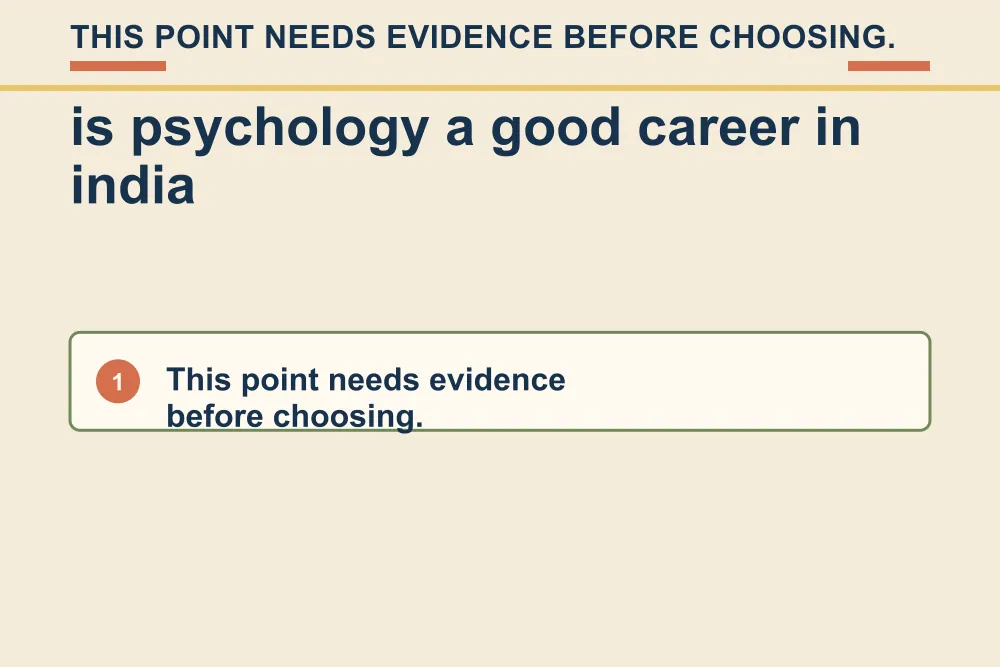 THIS POINT NEEDS EVIDENCE BEFORE CHOOSING.
is psychology a good career in
india
1
This point needs evidence
before choosing.